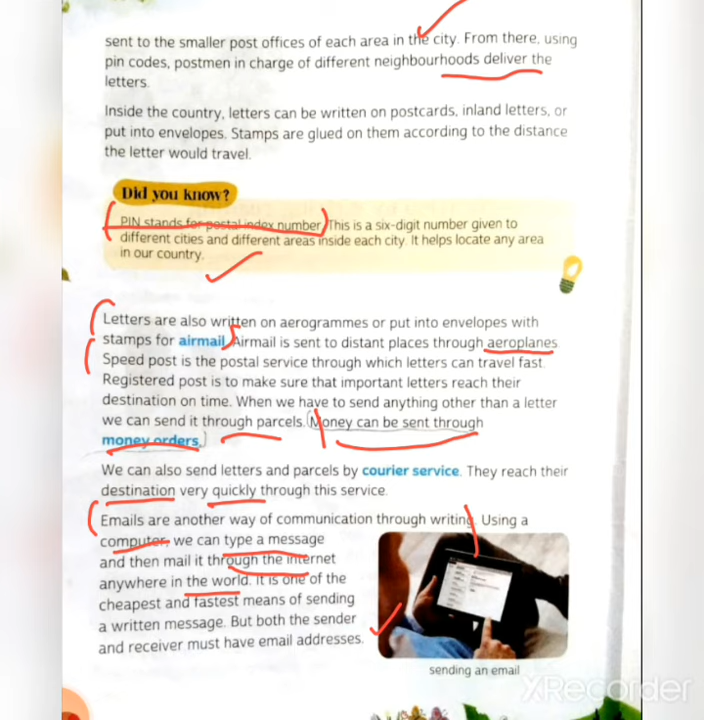 sent to the smaller post offices of each area in the city. From there, using
pin codes, postmen in charge of different neighbourhoods deliver the
letters.
Inside the country, letters can be written on postcards, inland letters, or
put into envelopes. Stamps are glued on them according to the distance
the letter would travel.
Did you know?
PIN stands for postal index number. This is a six-digit number given to
different cities and different areas inside each city. It helps locate any area
in our country.
Letters are also written on aerogrammes or put into envelopes with
stamps for airmail. Airmail is sent to distant places through aeroplanes.
Speed post is the postal service through which letters can travel fast.
Registered post is to make sure that important letters reach their
destination on time. When we have to send anything other than a letter
we can send it through parcels. Money can be sent through
money orders.
We can also send letters and parcels by courier service. They reach their
destination very quickly through this service.
Emails are another way of communication through writing. Using a
computer, we can type a message
and then mail it through the internet
anywhere in the world. It is one of the
cheapest and fastest means of sending
a written message. But both the sender
and receiver must have email addresses.
sending an email
XRecorder